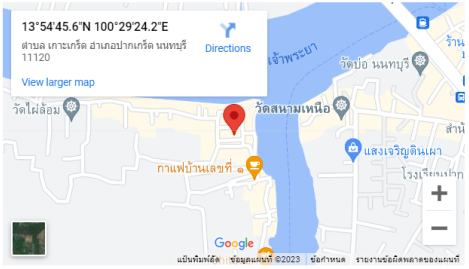 13°54'45.6"N 100°29'24.2"E
ตำบล เกาะเกร็ด อำเภอปากเกร็ด นนทบุรี
11120
Directions
View larger map
เจ้าพระยา
ร้าน
วัดบ่อ นนทบุรี
วัดไผ่ล้อม
วัดสนามเหนือ
สำนั
แสงเจริญดินเผา
โรงเรียนปาก
กาแฟบ้านเลขที่ ๑
+
−
Google
แป้นพิมพ์ลัด
ข้อมูลแผนที่ ©2023
ข้อกำหนด
รายงานข้อผิดพลาดของแผนที่